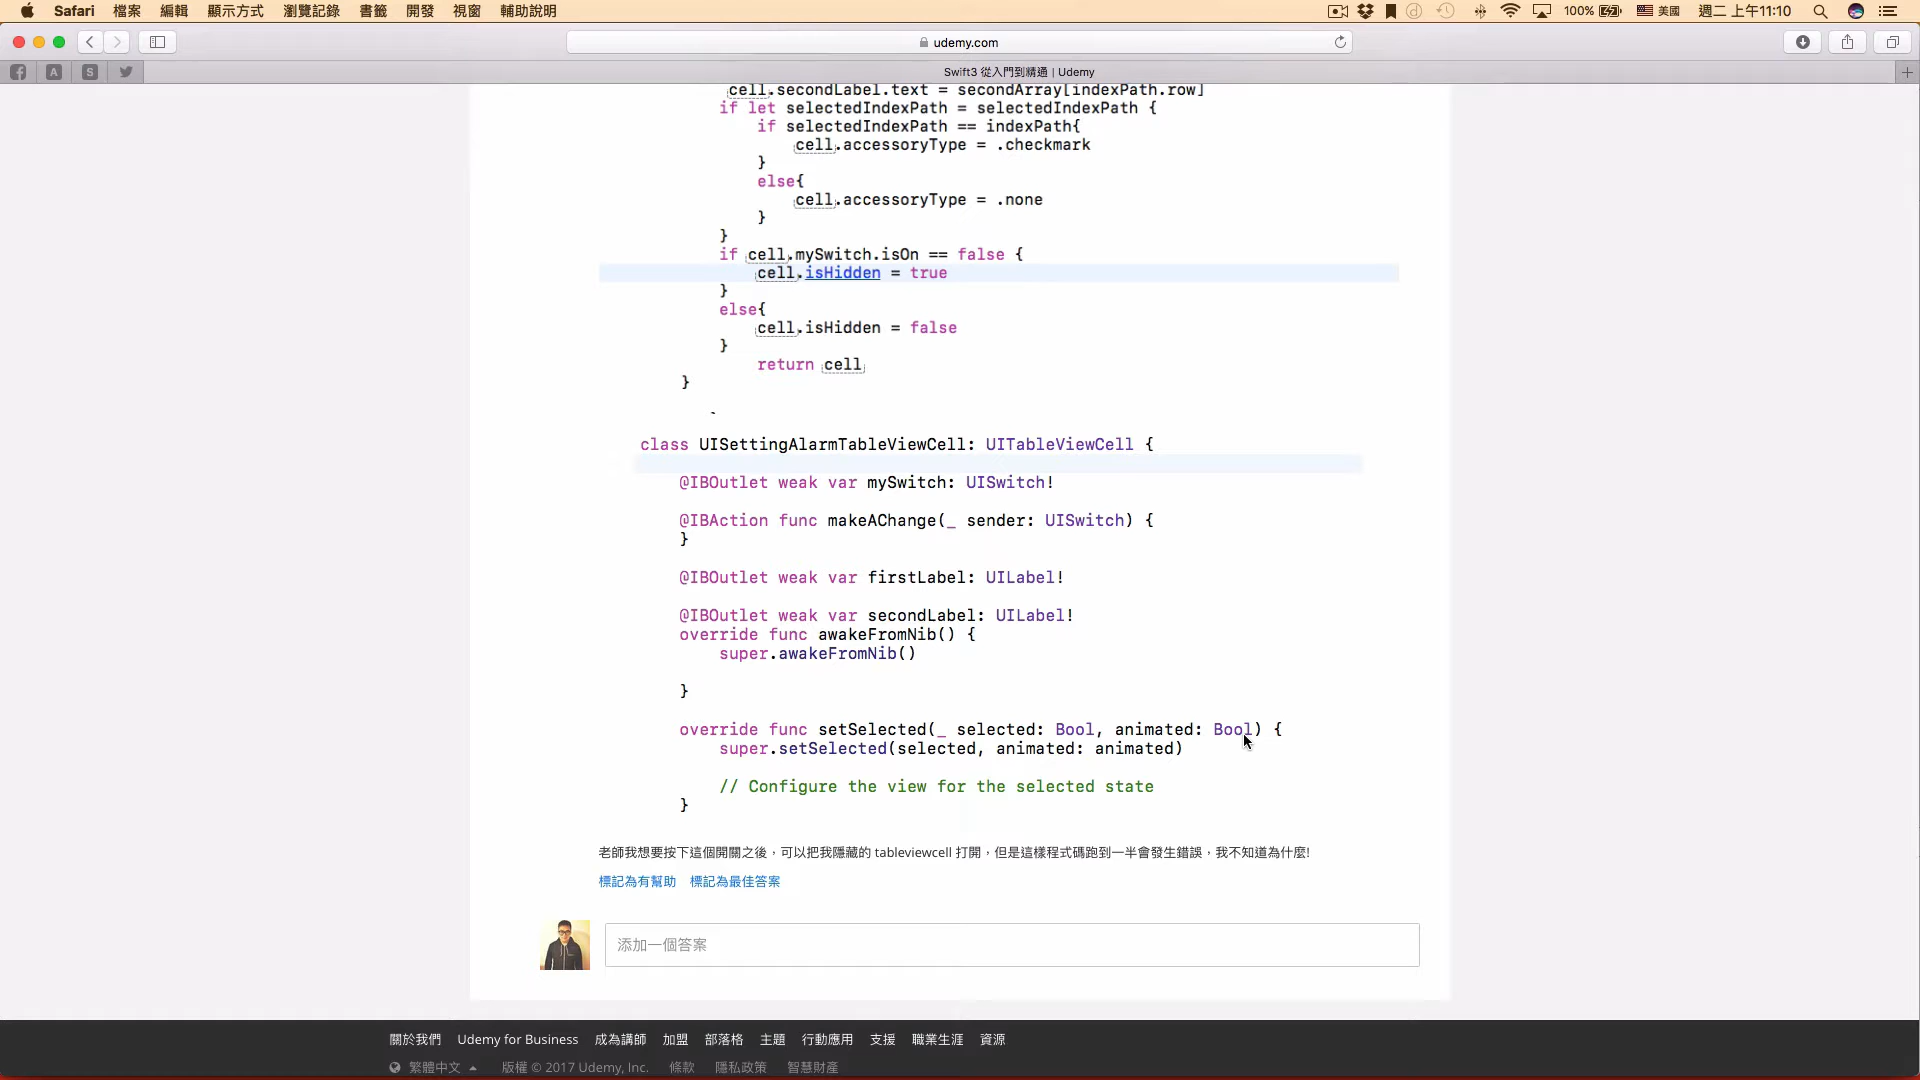 Safari 檔案 編輯 顯示方式 瀏覽記錄 書籤 開發 視窗 輔助說明 100% 美國 週二 上午11:10
udemy.com
Swift3 從入門到精通 | Udemy
cell.secondLabel.text = secondArray[indexPath.row]
if let selectedIndexPath = selectedIndexPath {
if selectedIndexPath == indexPath{
cell.accessoryType = .checkmark
}
else{
cell.accessoryType = .none
}
}
if cell.mySwitch.isOn == false {
cell.isHidden = true
}
else{
cell.isHidden = false
}
return cell
}
`
class UISettingAlarmTableViewCell: UITableViewCell {
@IBOutlet weak var mySwitch: UISwitch!
@IBAction func makeAChange(_ sender: UISwitch) {
}
@IBOutlet weak var firstLabel: UILabel!
@IBOutlet weak var secondLabel: UILabel!
override func awakeFromNib() {
super.awakeFromNib()
}
override func setSelected(_ selected: Bool, animated: Bool) {
super.setSelected(selected, animated: animated)
// Configure the view for the selected state
}
老師我想要按下這個開關之後，可以把我隱藏的 tableviewcell 打開，但是這樣程式碼跑到一半會發生錯誤，我不知道為什麼!
標記為有幫助 標記為最佳答案
添加一個答案
關於我們 Udemy for Business 成為講師 加盟 部落格 主題 行動應用 支援 職業生涯 資源
繁體中文 版權 © 2017 Udemy, Inc. 條款 隱私政策 智慧財產